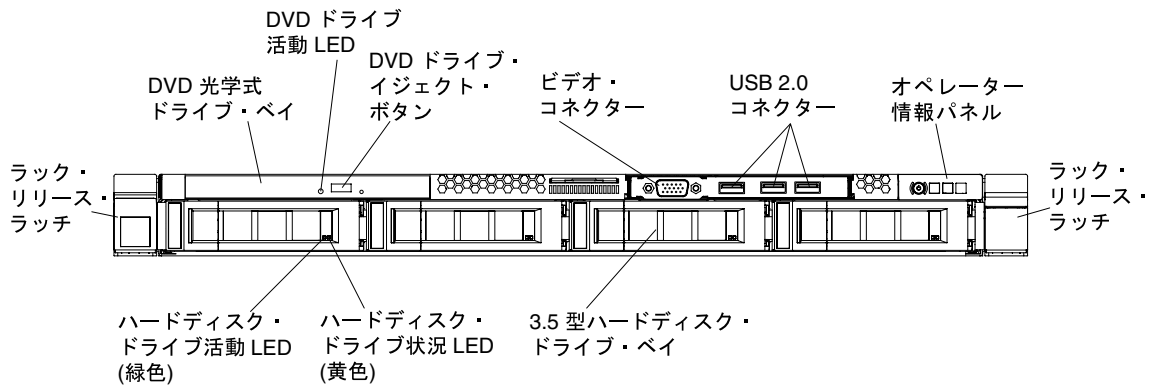 DVD ドライブ
活動 LED
DVD 光学式
ドライブ・ベイ
DVD ドライブ・
イジェクト・
ボタン
ビデオ・
コネクター
USB 2.0
コネクター
オペレーター
情報パネル
ラック・
リリース・
ラッチ
ラック・
リリース・
ラッチ
ハードディスク・
ドライブ活動 LED
(緑色)
ハードディスク・
ドライブ状況 LED
(黄色)
3.5 型ハードディスク・
ドライブ・ベイ